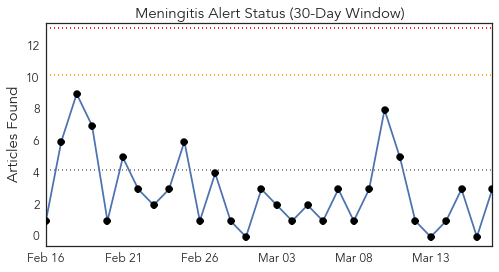 Meningitis Alert Status (30-Day Window)
Articles Found
12
10
8
6
4
2
0
Feb 16 Feb 21 Feb 26 Mar 03 Mar 08 Mar 13